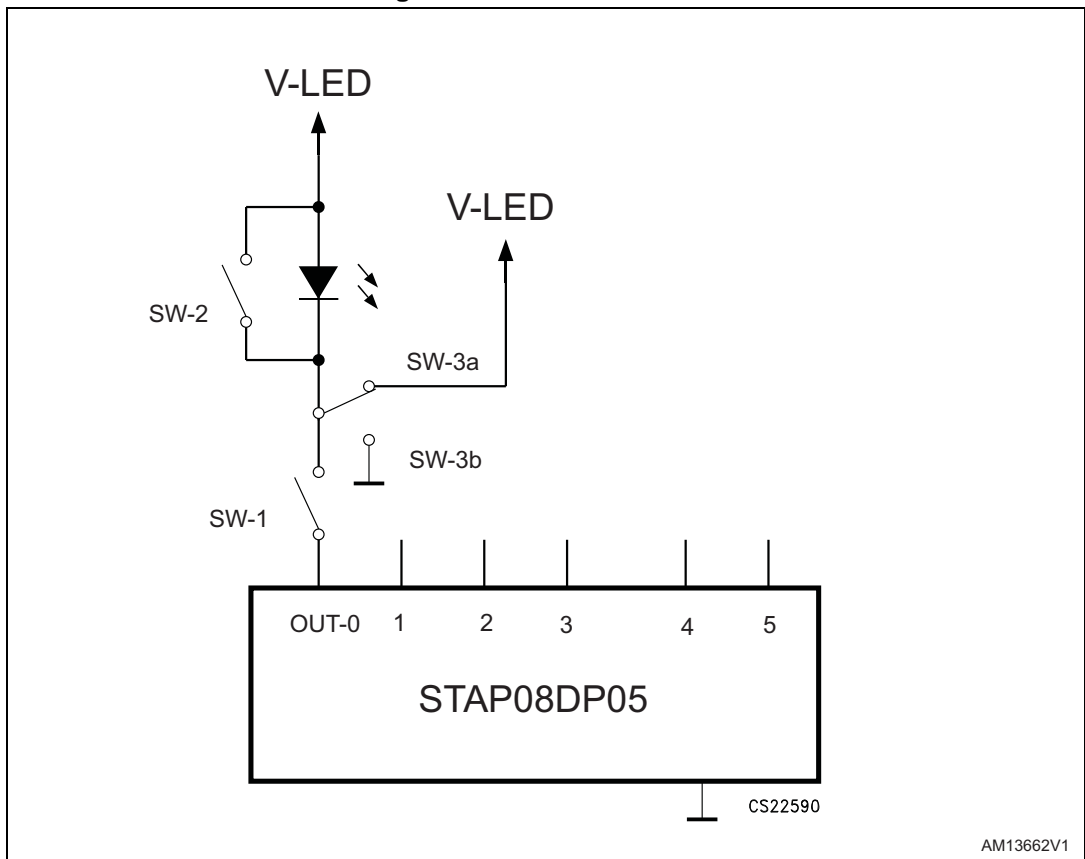 V-LED
V-LED
SW-2
SW-3a
SW-3b
SW-1
OUT-0 1 2 3 4 5
STAP08DP05
CS22590
AM13662V1